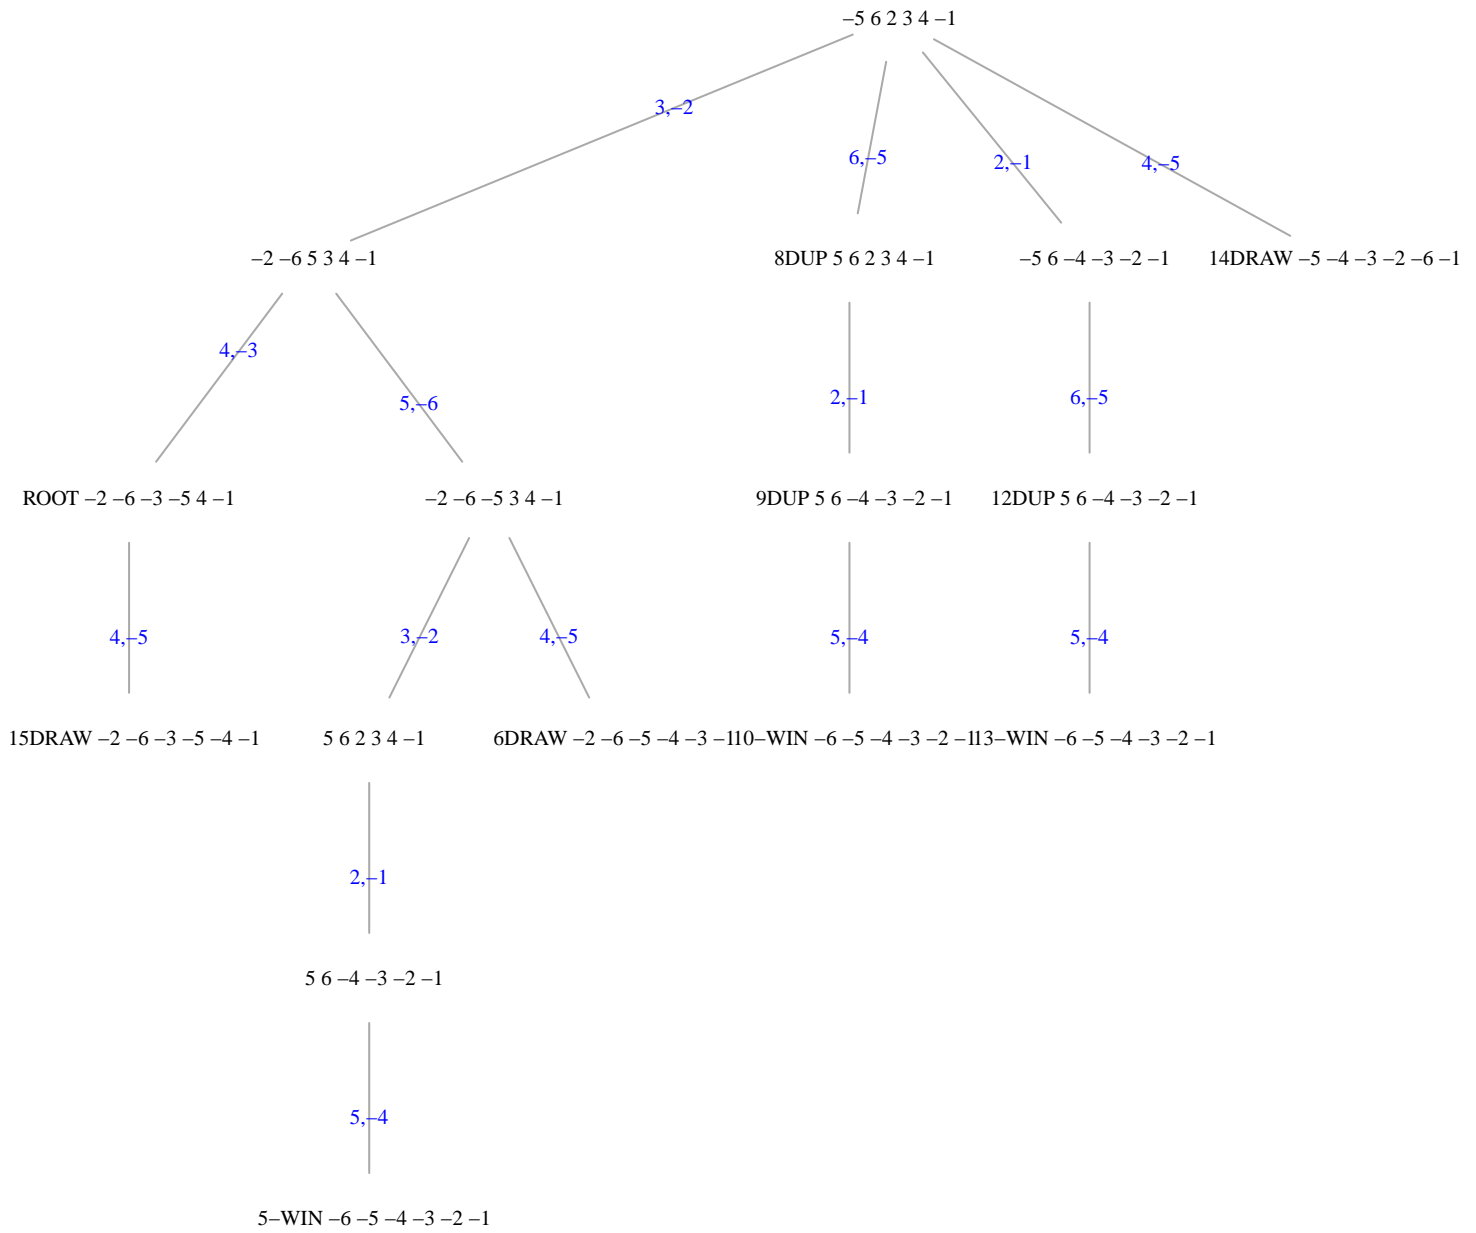 –5 6 2 3 4 –1
3,–2
6,–5
2,–1
4,–5
–2 –6 5 3 4 –1
8DUP 5 6 2 3 4 –1
–5 6 –4 –3 –2 –1
14DRAW –5 –4 –3 –2 –6 –1
4,–3
5,–6
2,–1
6,–5
ROOT –2 –6 –3 –5 4 –1
–2 –6 –5 3 4 –1
9DUP 5 6 –4 –3 –2 –1
12DUP 5 6 –4 –3 –2 –1
4,–5
3,–2
4,–5
5,–4
5,–4
15DRAW –2 –6 –3 –5 –4 –1
5 6 2 3 4 –1
6DRAW –2 –6 –5 –4 –3 –1
10–WIN –6 –5 –4 –3 –2 –1
13–WIN –6 –5 –4 –3 –2 –1
2,–1
5 6 –4 –3 –2 –1
5,–4
5–WIN –6 –5 –4 –3 –2 –1